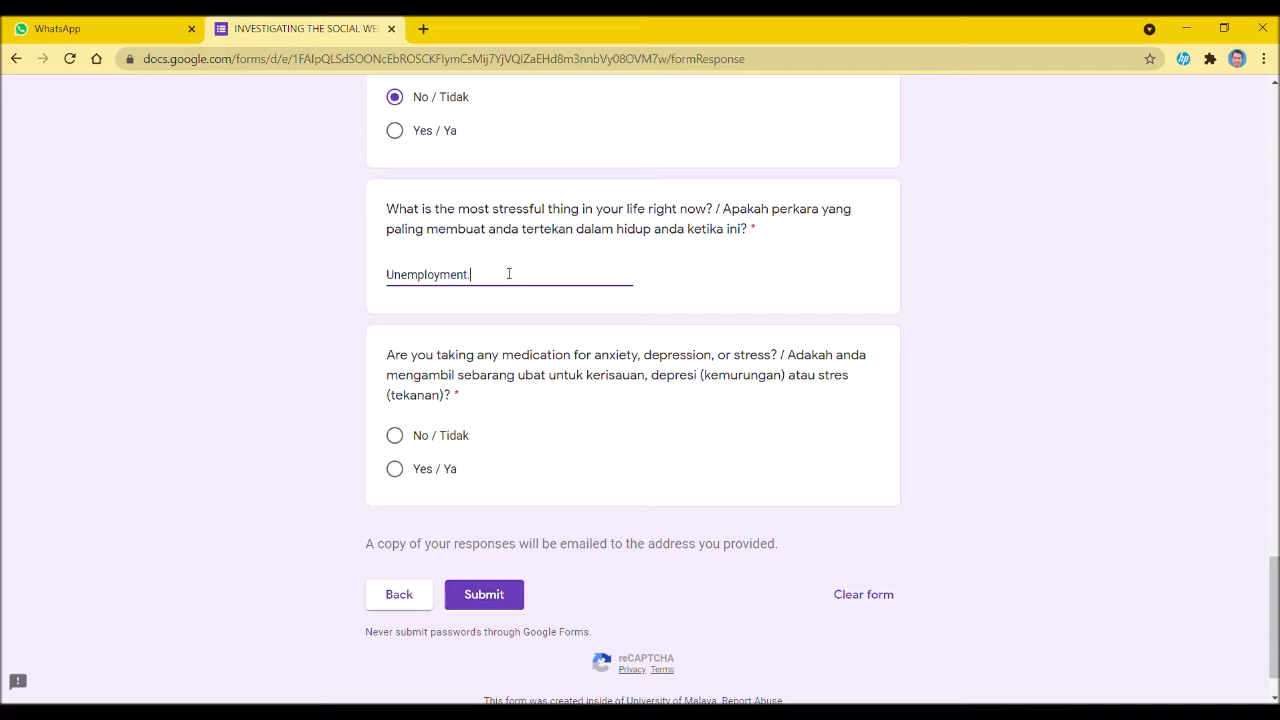 WhatsApp
INVESTIGATING THE SOCIAL WE
docs.google.com/forms/d/e/1FAIpQLSdSOONcEbROSCKFIymCsMij7YjVQIZaEHd8m3nnbVy08OVM7w/formResponse
No / Tidak
Yes / Ya
What is the most stressful thing in your life right now? / Apakah perkara yang
paling membuat anda tertekan dalam hidup anda ketika ini? *
Unemployment.
Are you taking any medication for anxiety, depression, or stress? / Adakah anda
mengambil sebarang ubat untuk kerisauan, depresi (kemurungan) atau stres
(tekanan)? *
No / Tidak
Yes / Ya
A copy of your responses will be emailed to the address you provided.
Back
Submit
Clear form
Never submit passwords through Google Forms.
reCAPTCHA
Privacy Terms
This form was created inside of University of Malaya. Report Abuse